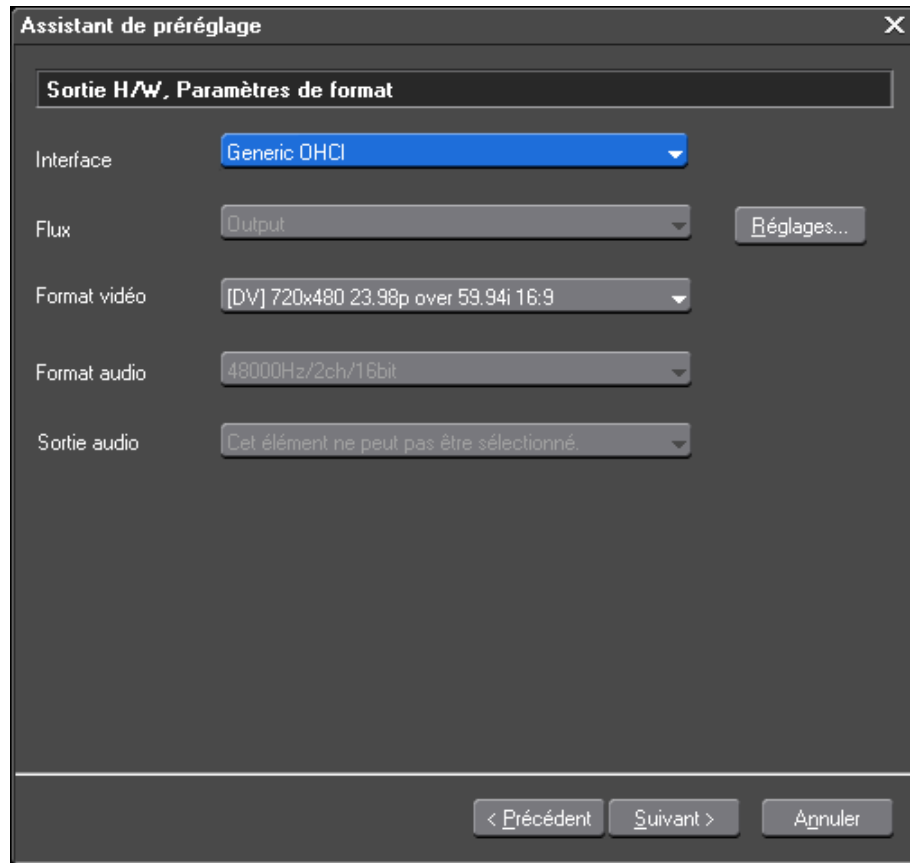 Assistant de préréglage
Sortie H/W, Paramètres de format
Interface
Generic OHCI
Flux
Output
Réglages...
Format vidéo
[DV] 720x480 23.98p over 59.94i 16:9
Format audio
48000Hz/2ch/16bit
Sortie audio
Cet élément ne peut pas être sélectionné.
< Précédent
Suivant >
Annuler